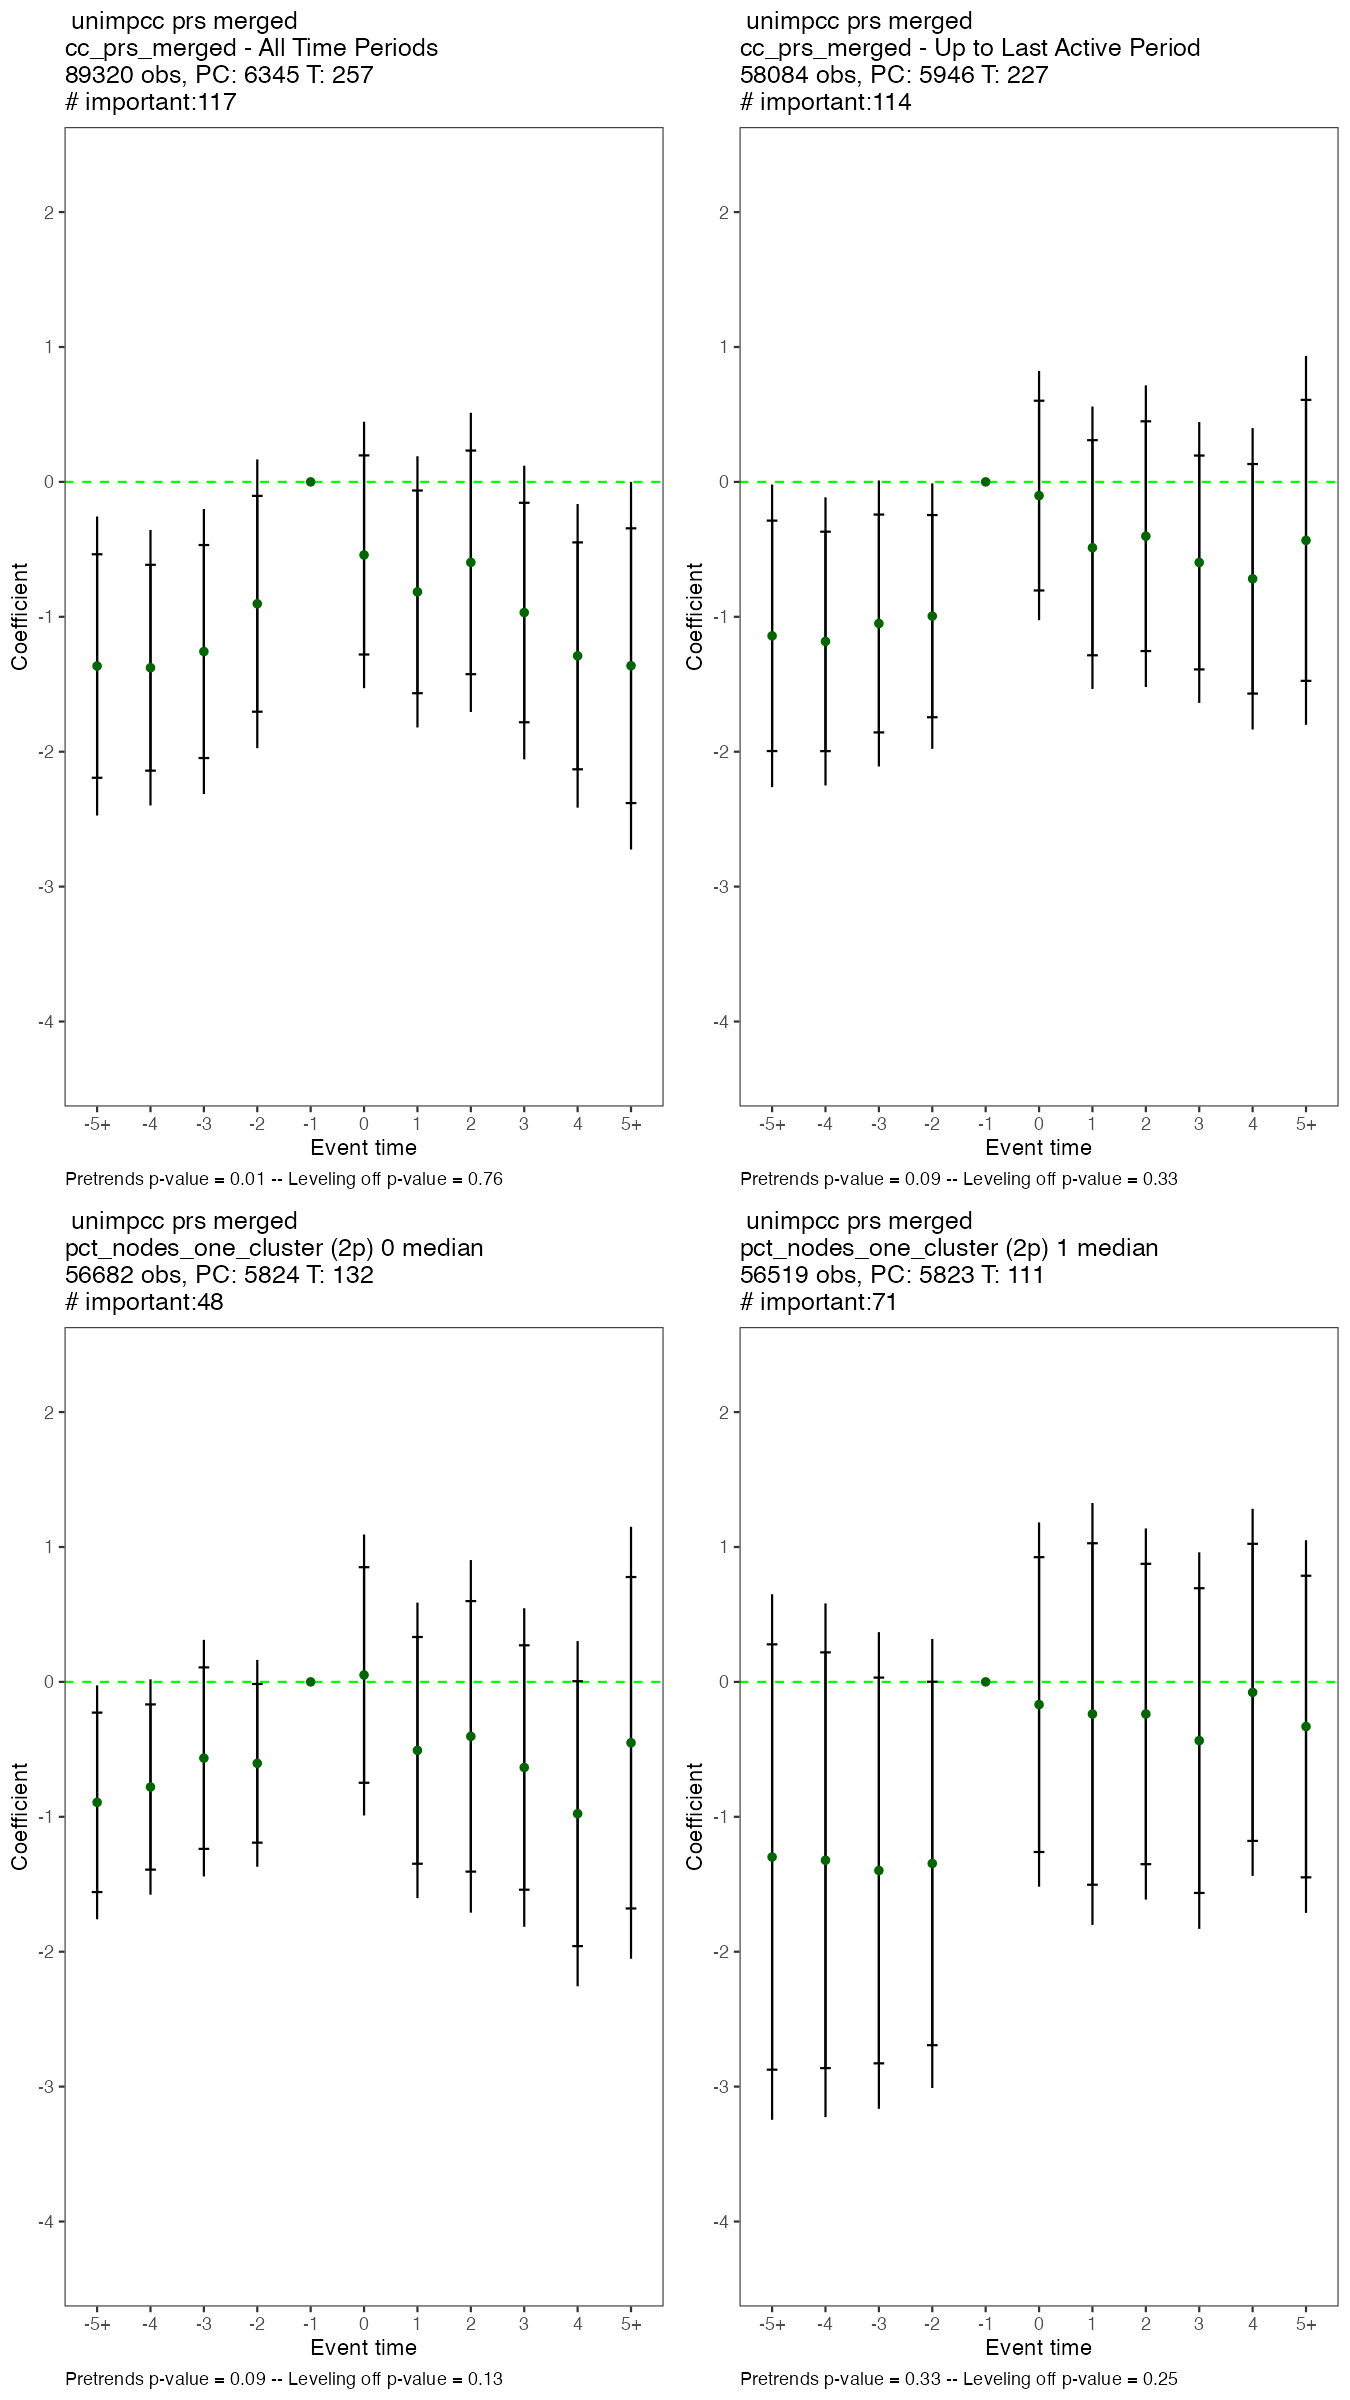 unimpcc prs merged
cc_prs_merged - All Time Periods
89320 obs, PC: 6345 T: 257
# important:117
2
1
0
-1
-2
-3
-4
Coefficient
-5+ -4 -3 -2 -1 0 1 2 3 4 5+
Event time
Pretrends p-value = 0.01 -- Leveling off p-value = 0.76
unimpcc prs merged
cc_prs_merged - Up to Last Active Period
58084 obs, PC: 5946 T: 227
# important:114
2
1
0
-1
-2
-3
-4
Coefficient
-5+ -4 -3 -2 -1 0 1 2 3 4 5+
Event time
Pretrends p-value = 0.09 -- Leveling off p-value = 0.33
unimpcc prs merged
pct_nodes_one_cluster (2p) 0 median
56682 obs, PC: 5824 T: 132
# important:48
2
1
0
-1
-2
-3
-4
Coefficient
-5+ -4 -3 -2 -1 0 1 2 3 4 5+
Event time
Pretrends p-value = 0.09 -- Leveling off p-value = 0.13
unimpcc prs merged
pct_nodes_one_cluster (2p) 1 median
56519 obs, PC: 5823 T: 111
# important:71
2
1
0
-1
-2
-3
-4
Coefficient
-5+ -4 -3 -2 -1 0 1 2 3 4 5+
Event time
Pretrends p-value = 0.33 -- Leveling off p-value = 0.25